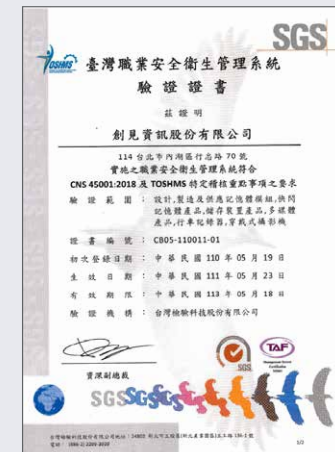 SGS
TOSHMS
臺灣職業安全衛生管理系統
驗證證書
茲證明
創見資訊股份有限公司
114 台北市內湖區行忠路 70 號
實施之職業安全衛生管理系統符合
CNS 45001:2018 及 TOSHMS 特定稽核重點事項之要求
驗證範圍：設計,製造及供應記憶體模組,快閃
記憶體產品,儲存裝置產品,多媒體
產品,行車記錄器,穿戴式攝影機
證書編號：CB05-110011-01
初次登錄日期：中華民國 110 年 05 月 19 日
生效日期：中華民國 111 年 05 月 23 日
有效期限：中華民國 113 年 05 月 18 日
驗證機構：台灣檢驗科技股份有限公司
資深副總裁
SGS
TAF
SGSSGSGSGS
1/2